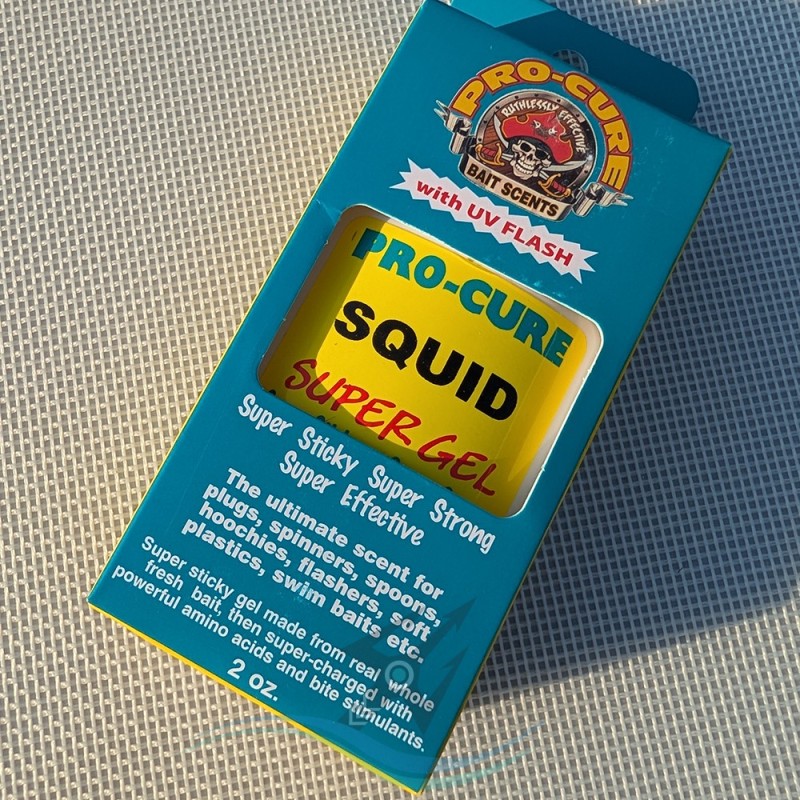 PRO-CURE
RUTHLESSLY EFFECTIVE
BAIT SCENTS
with UV FLASH
PRO-CURE
SQUID
SUPER GEL
Super Sticky Super Strong
Super Effective
The ultimate scent for
plugs, spinners, spoons,
hoochies, flashers, soft
plastics, swim baits etc.
Super sticky gel made from real whole
fresh bait, then super-charged with
powerful amino acids and bite stimulants.
2 oz.